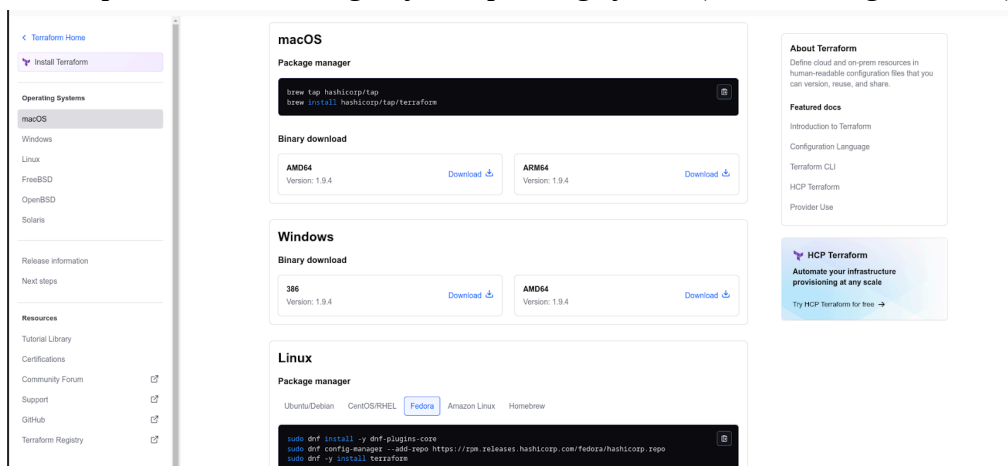 Terraform Home
Install Terraform
Operating Systems
macOS
Windows
Linux
FreeBSD
OpenBSD
Solaris
Release information
Next steps
Resources
Tutorial Library
Certifications
Community Forum
Support
GitHub
Terraform Registry
macOS
Package manager
brew tap hashicorp/tap
brew install hashicorp/tap/terraform
Binary download
AMD64
Version: 1.9.4
Download
ARM64
Version: 1.9.4
Download
Windows
Binary download
386
Version: 1.9.4
Download
AMD64
Version: 1.9.4
Download
Linux
Package manager
Ubuntu/Debian CentOS/RHEL Fedora Amazon Linux Homebrew
sudo dnf install -y dnf-plugins-core
sudo dnf config-manager --add-repo https://rpm.releases.hashicorp.com/fedora/hashicorp.repo
sudo dnf -y install terraform
About Terraform
Define cloud and on-prem resources in
human-readable configuration files that you
can version, reuse, and share.
Featured docs
Introduction to Terraform
Configuration Language
Terraform CLI
HCP Terraform
Provider Use
HCP Terraform
Automate your infrastructure
provisioning at any scale
Try HCP Terraform for free →